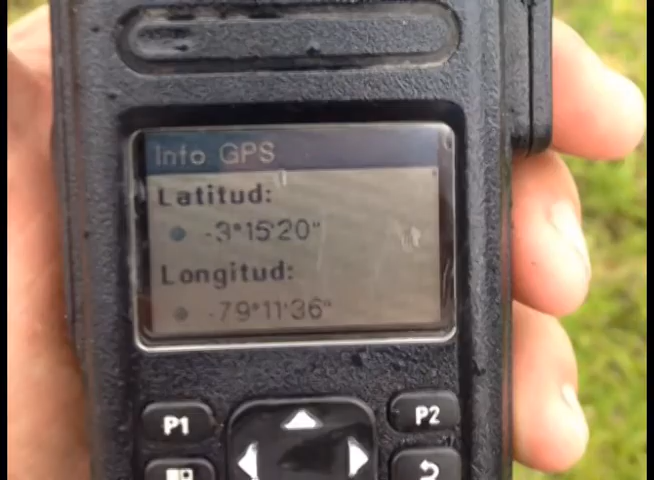 Info GPS
Latitud:
-3°15'20"
Longitud:
-79°11'36"
P1
P2